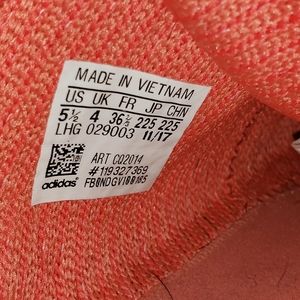 MADE IN VIETNAM
US UK FR JP CHN
5½ 4 36⅔ 225 225
LHG 029003 11/17
ART CQ2014
#119327369
adidas®